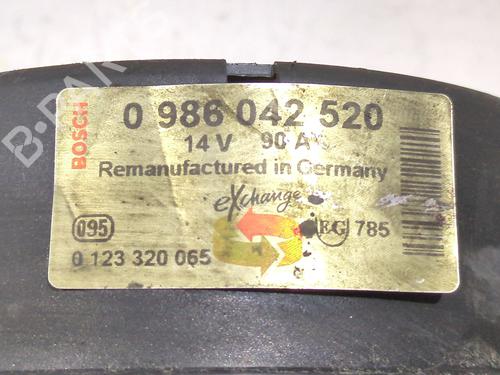 B-PARTS
BOSCH
0 986 042 520
14 V 90 A
Remanufactured in Germany
eXchange
095
EG 785
0 123 320 065